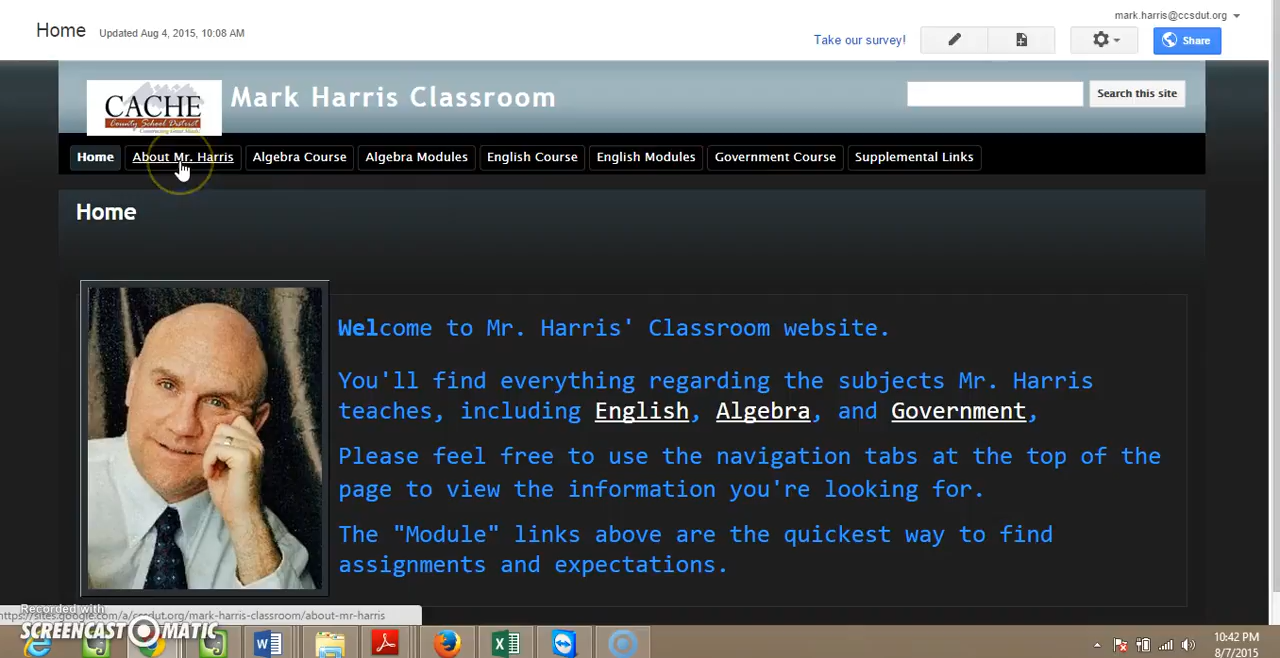 mark.harris@ccsdut.org
Home Updated Aug 4, 2015, 10:08 AM
Take our survey!
Share
CACHE
County School District
Mark Harris Classroom
Search this site
Home About Mr. Harris Algebra Course Algebra Modules English Course English Modules Government Course Supplemental Links
Home
Welcome to Mr. Harris' Classroom website.
You'll find everything regarding the subjects Mr. Harris
teaches, including English, Algebra, and Government,
Please feel free to use the navigation tabs at the top of the
page to view the information you're looking for.
The "Module" links above are the quickest way to find
assignments and expectations.
Recorded with
https://sites.google.com/a/ccsdut.org/mark-harris-classroom/about-mr-harris
SCREENCAST MATIC
10:42 PM
8/7/2015